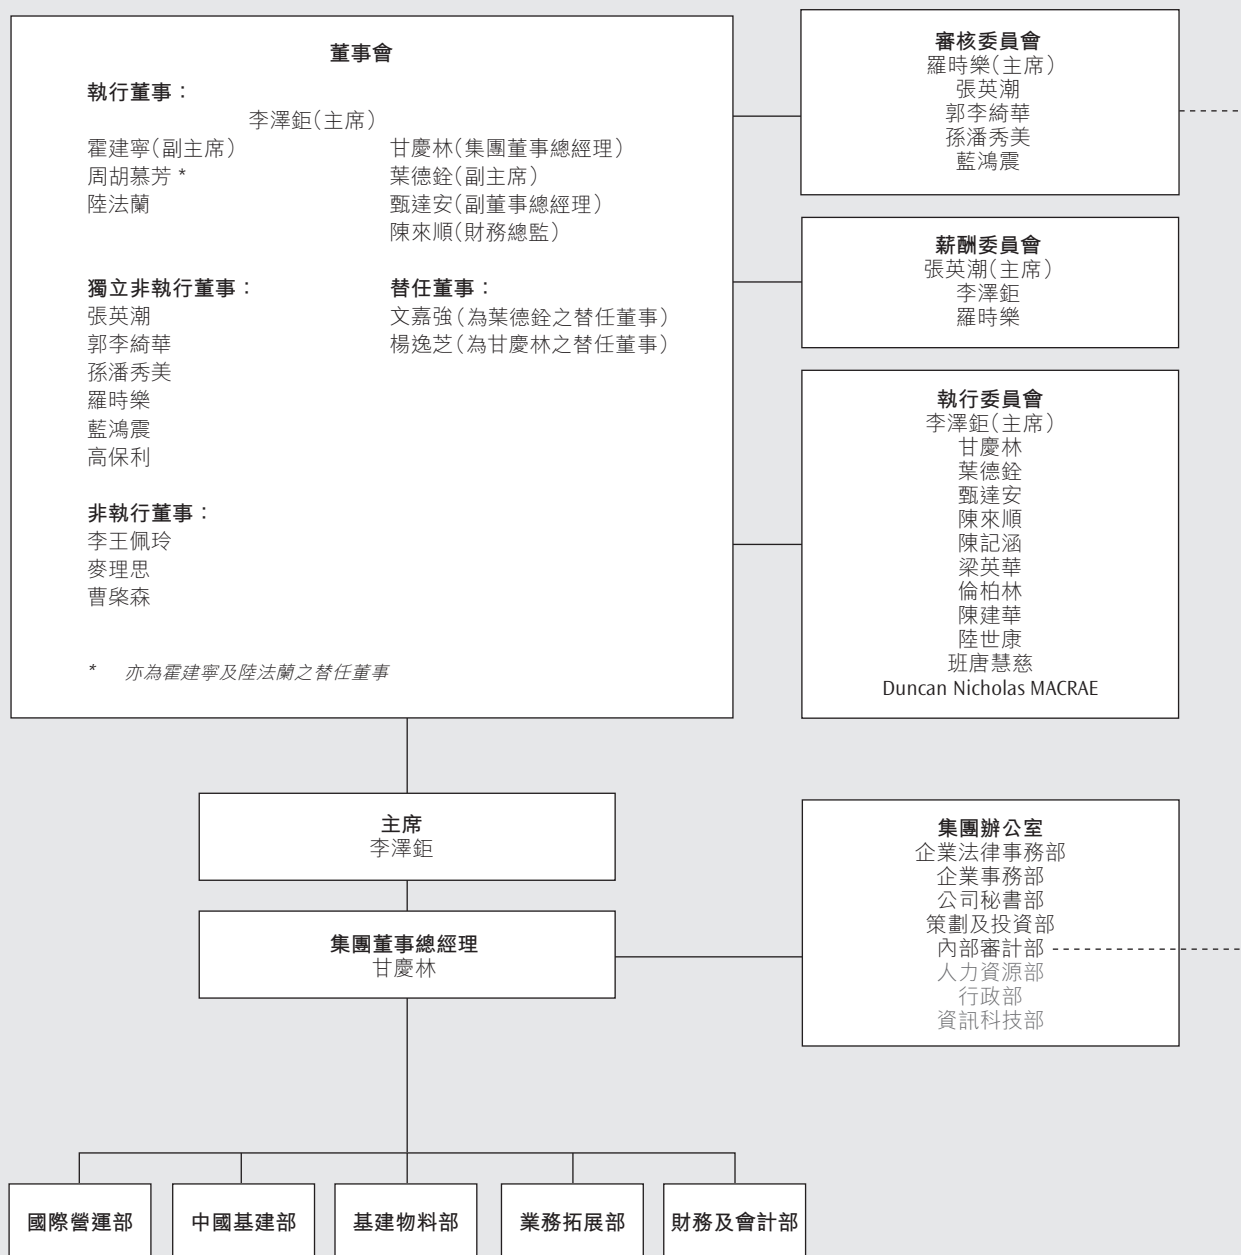 董事會
執行董事：
李澤鉅（主席）
霍建寧（副主席）
周胡慕芳 *
陸法蘭
甘慶林（集團董事總經理）
葉德銓（副主席）
甄達安（副董事總經理）
陳來順（財務總監）
獨立非執行董事：
張英潮
郭李綺華
孫潘秀美
羅時樂
藍鴻震
高保利
替任董事：
文嘉強（為葉德銓之替任董事）
楊逸芝（為甘慶林之替任董事）
非執行董事：
李王佩玲
麥理思
曹棨森
* 亦為霍建寧及陸法蘭之替任董事
審核委員會
羅時樂（主席）
張英潮
郭李綺華
孫潘秀美
藍鴻震
薪酬委員會
張英潮（主席）
李澤鉅
羅時樂
執行委員會
李澤鉅（主席）
甘慶林
葉德銓
甄達安
陳來順
陳記涵
梁英華
倫柏林
陳建華
陸世康
班唐慧慈
Duncan Nicholas MACRAE
主席
李澤鉅
集團董事總經理
甘慶林
集團辦公室
企業法律事務部
企業事務部
公司秘書部
策劃及投資部
內部審計部
人力資源部
行政部
資訊科技部
國際營運部
中國基建部
基建物料部
業務拓展部
財務及會計部